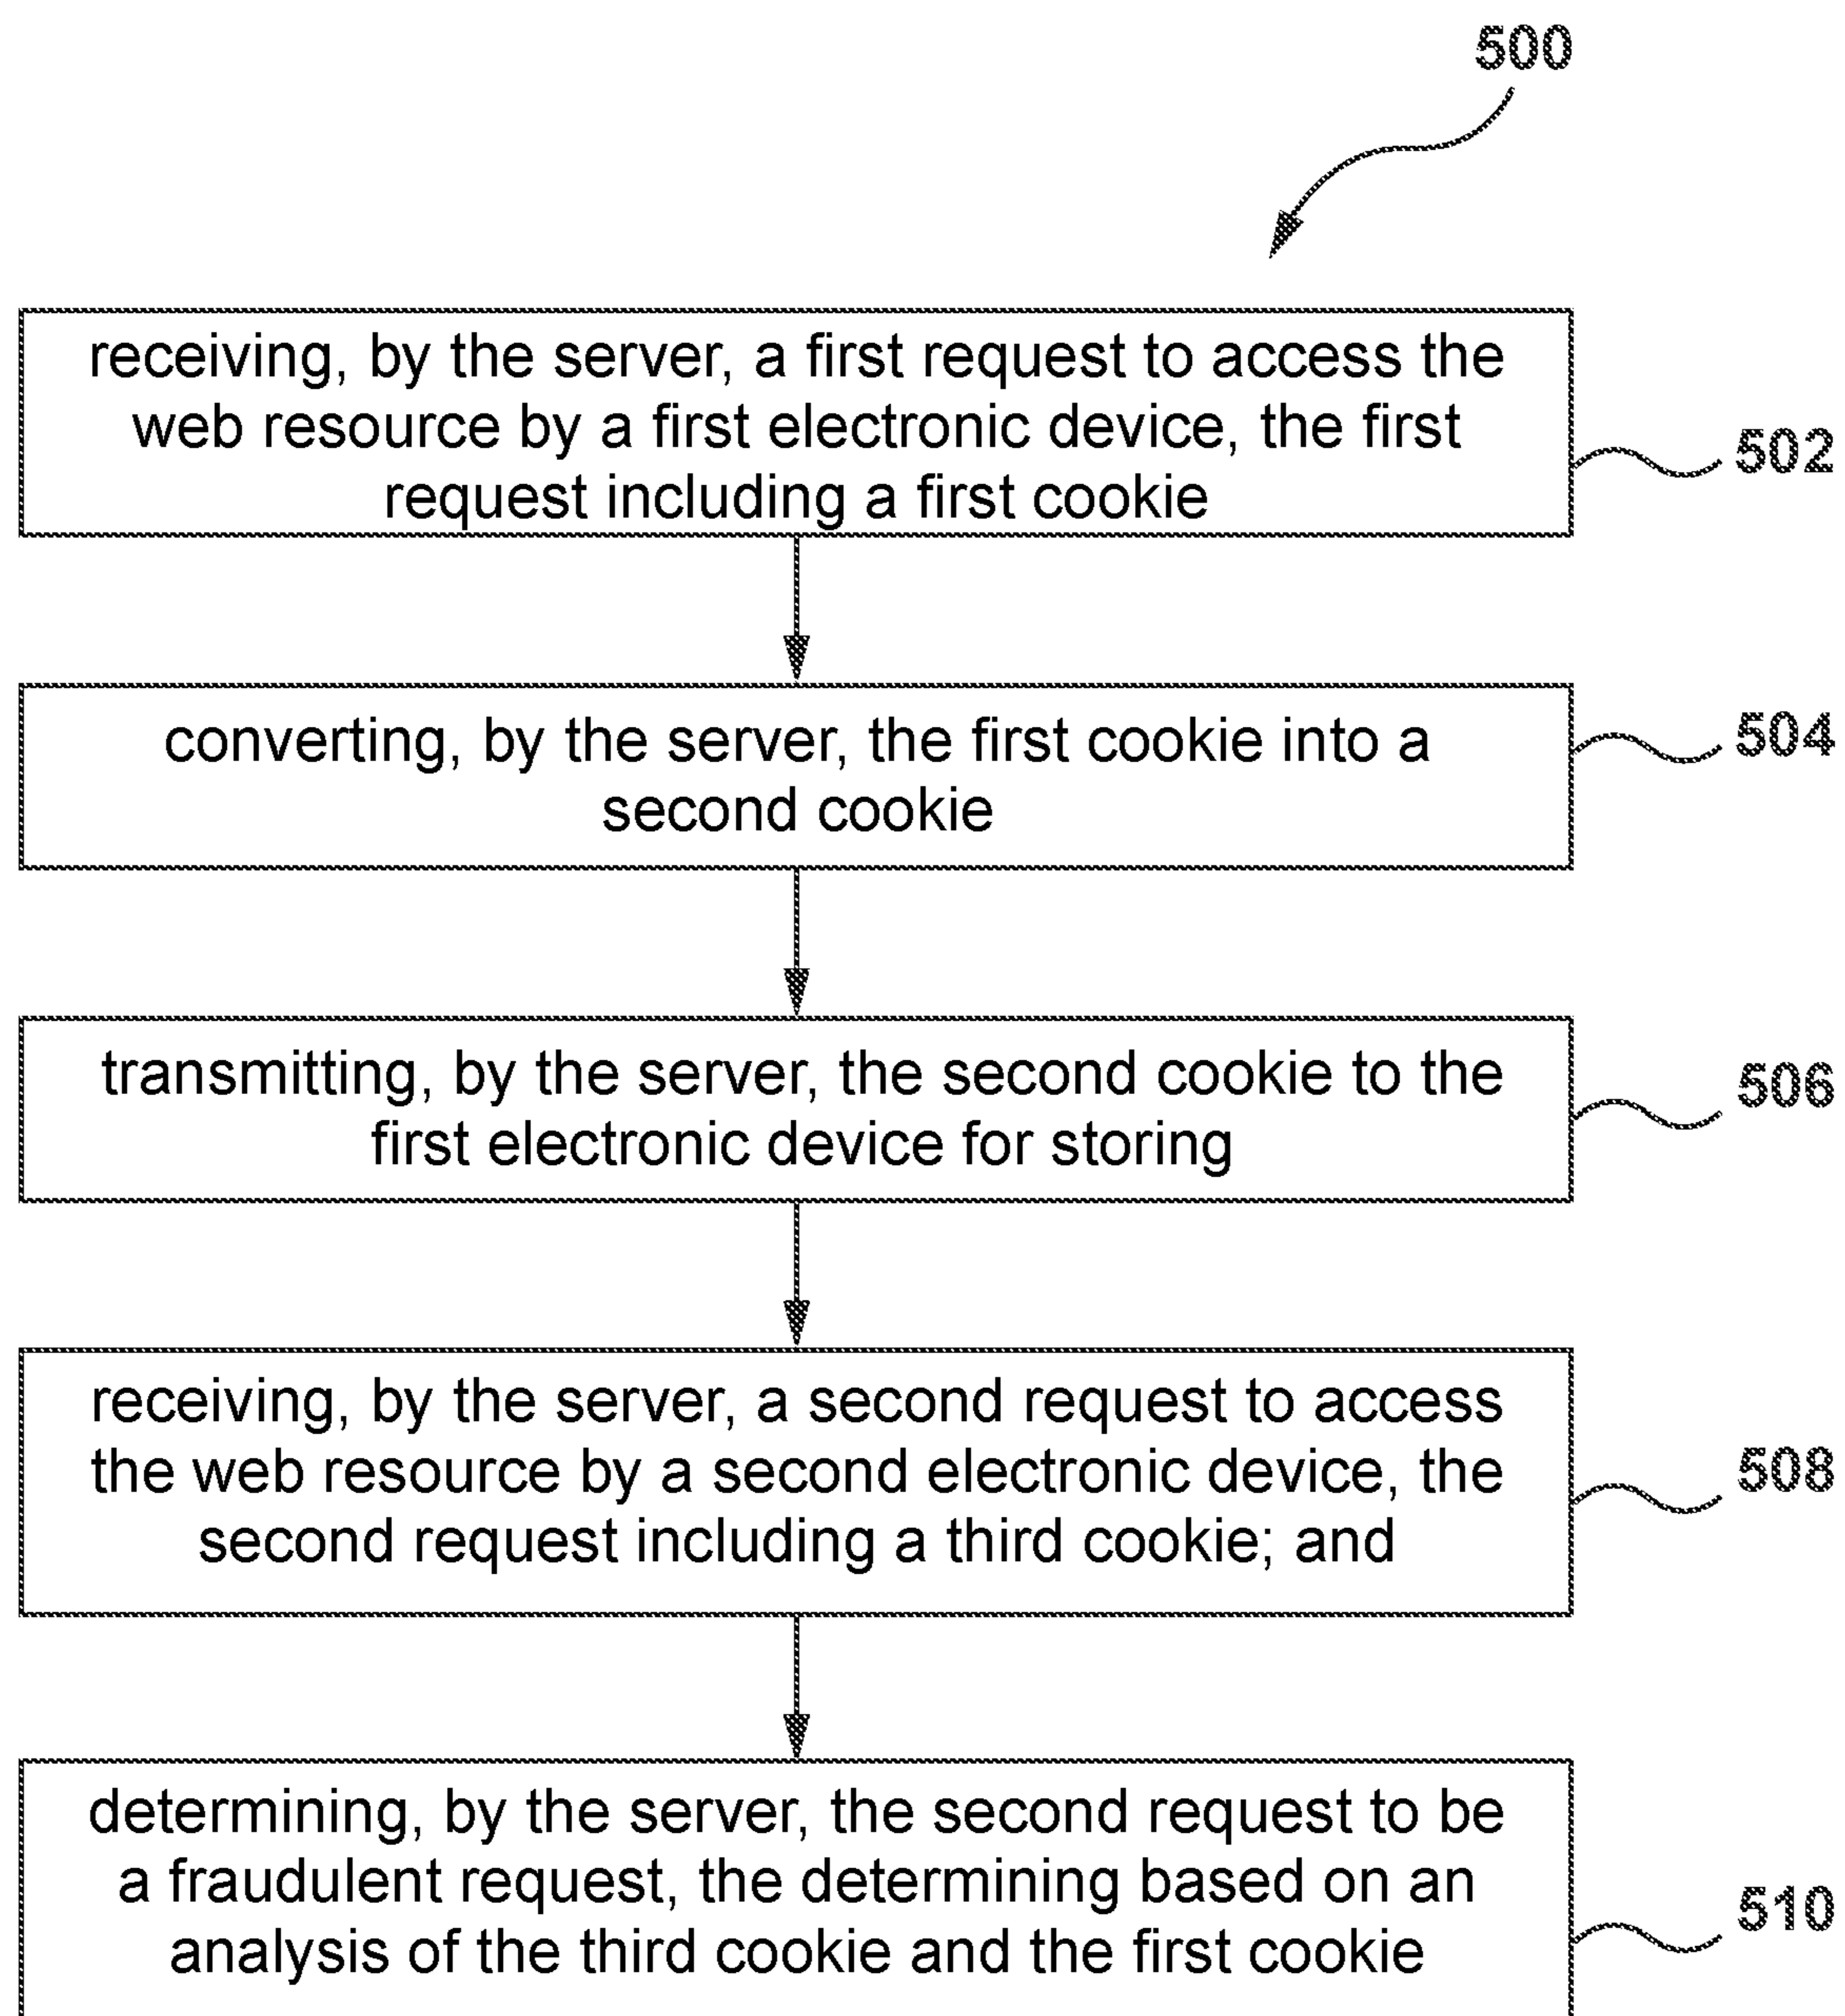 500
receiving, by the server, a first request to access the
web resource by a first electronic device, the first
request including a first cookie
502
converting, by the server, the first cookie into a
second cookie
504
transmitting, by the server, the second cookie to the
first electronic device for storing
506
receiving, by the server, a second request to access
the web resource by a second electronic device, the
second request including a third cookie; and
508
determining, by the server, the second request to be
a fraudulent request, the determining based on an
analysis of the third cookie and the first cookie
510